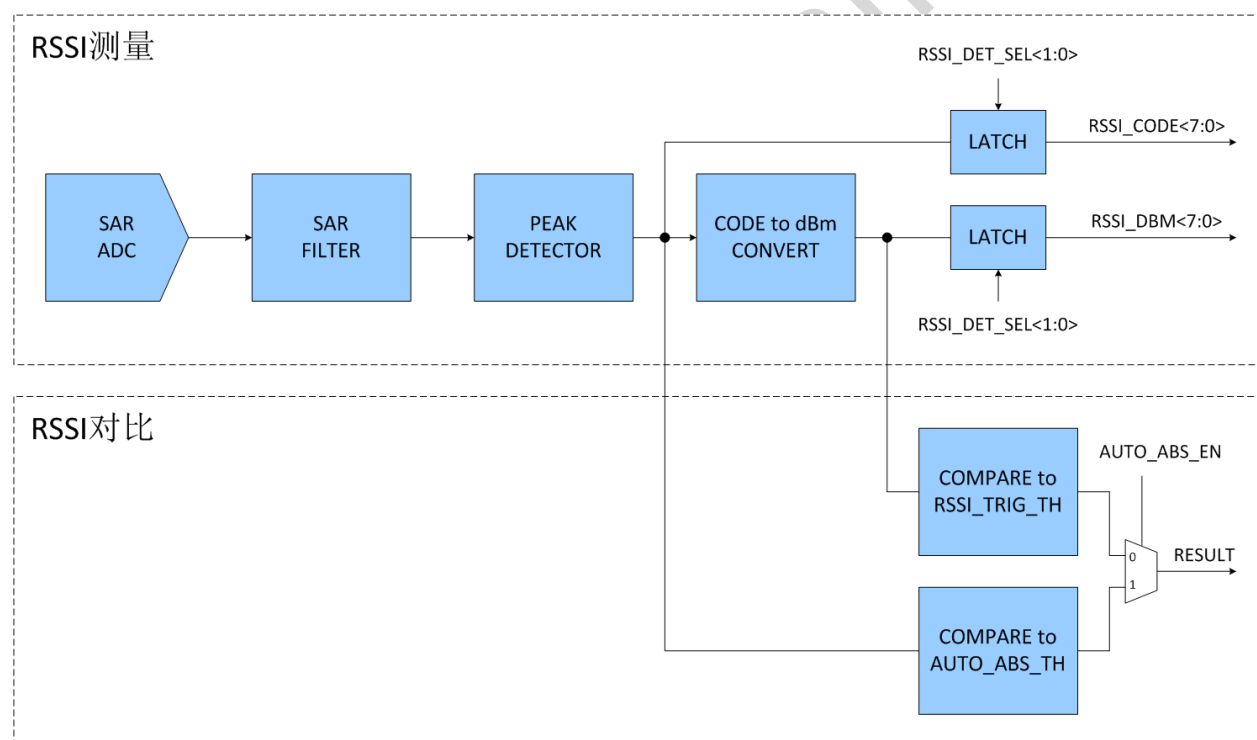 RSSI测量
RSSI_DET_SEL<1:0>
LATCH
RSSI_CODE<7:0>
SAR
ADC
SAR
FILTER
PEAK
DETECTOR
CODE to dBm
CONVERT
LATCH
RSSI_DBM<7:0>
RSSI_DET_SEL<1:0>
RSSI对比
COMPARE to
RSSI_TRIG_TH
AUTO_ABS_EN
0
1
RESULT
COMPARE to
AUTO_ABS_TH